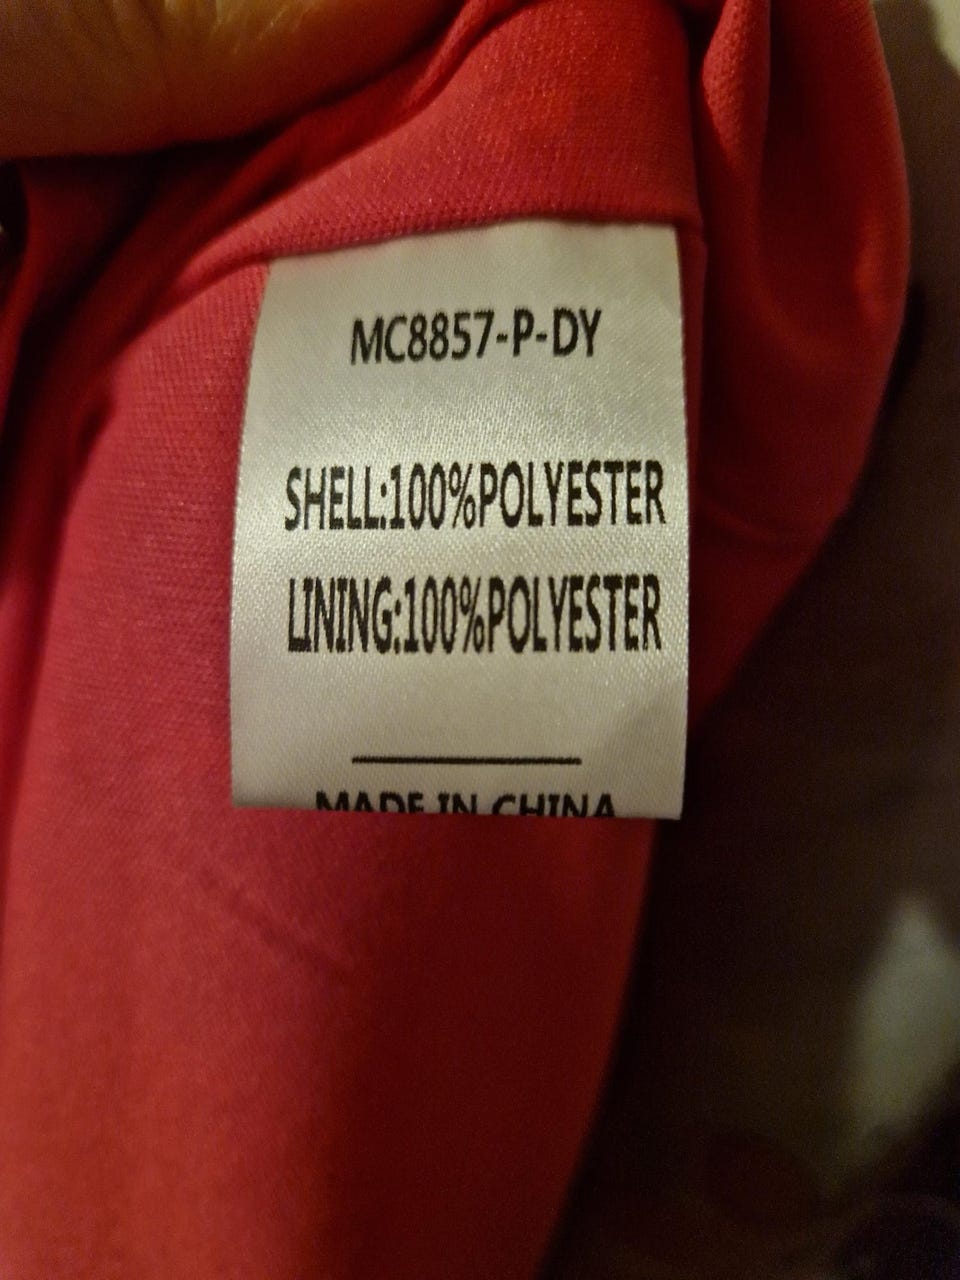 MC8857-P-DY
SHELL:100%POLYESTER
LINING:100%POLYESTER
MADE IN CHINA